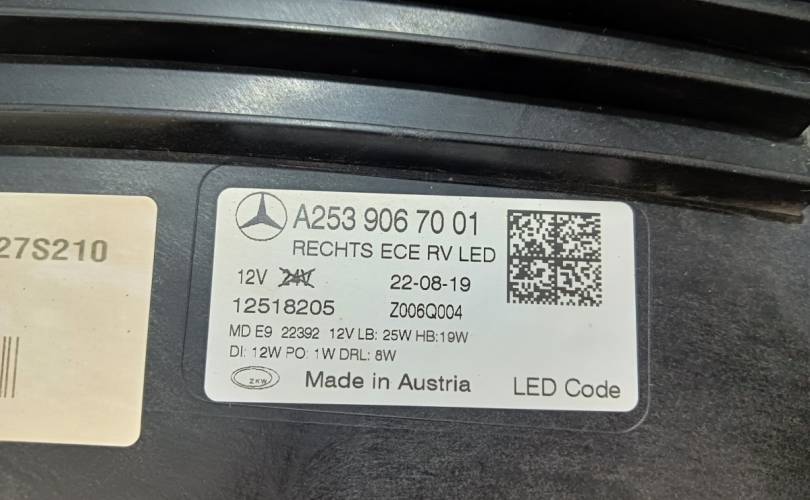 27S210
A253 906 70 01
RECHTS ECE RV LED
12V 24V 22-08-19
12518205 Z006Q004
MD E9 22392 12V LB: 25W HB:19W
DI: 12W PO: 1W DRL: 8W
ZKW Made in Austria LED Code